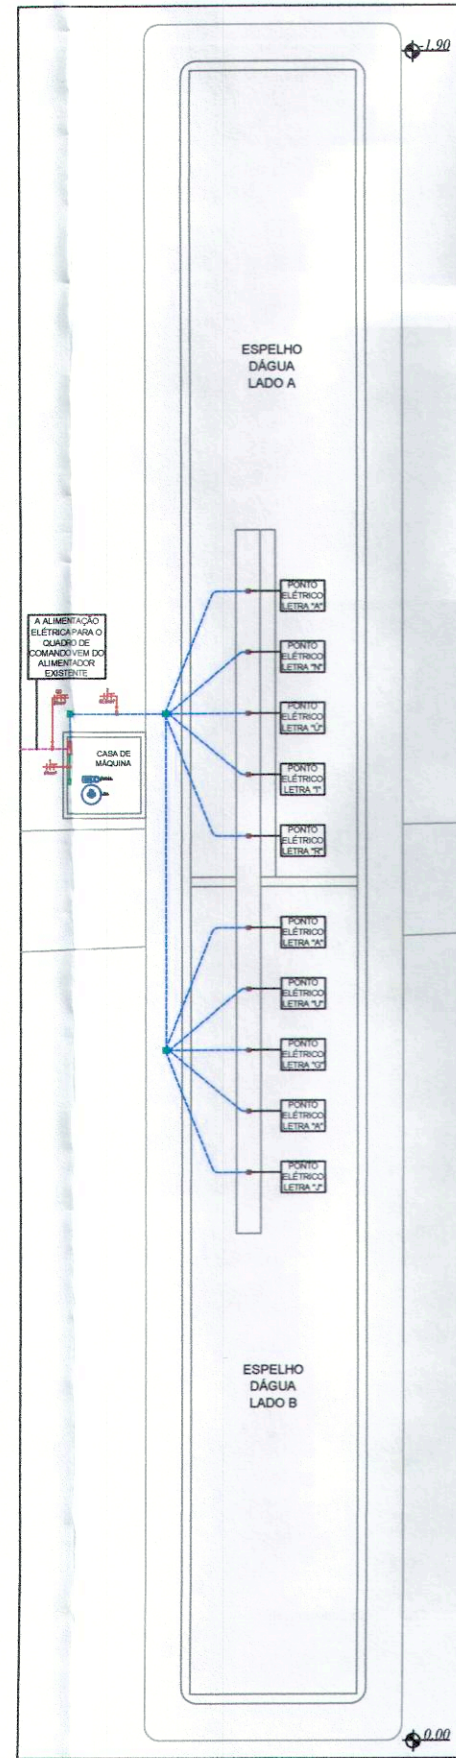 -1.90
ESPELHO
DÁGUA
LADO A
PONTO
ELÉTRICO
LETRA "A"
A ALIMENTAÇÃO
ELÉTRICA PARA O
QUADRO DE
COMANDO VEM DO
ALIMENTADOR
EXISTENTE
PONTO
ELÉTRICO
LETRA "N"
PONTO
ELÉTRICO
LETRA "Ú"
CASA DE
MÁQUINA
PONTO
ELÉTRICO
LETRA "I"
PONTO
ELÉTRICO
LETRA "R"
PONTO
ELÉTRICO
LETRA "A"
PONTO
ELÉTRICO
LETRA "U"
PONTO
ELÉTRICO
LETRA "G"
PONTO
ELÉTRICO
LETRA "A"
PONTO
ELÉTRICO
LETRA "J"
ESPELHO
DÁGUA
LADO B
0.00